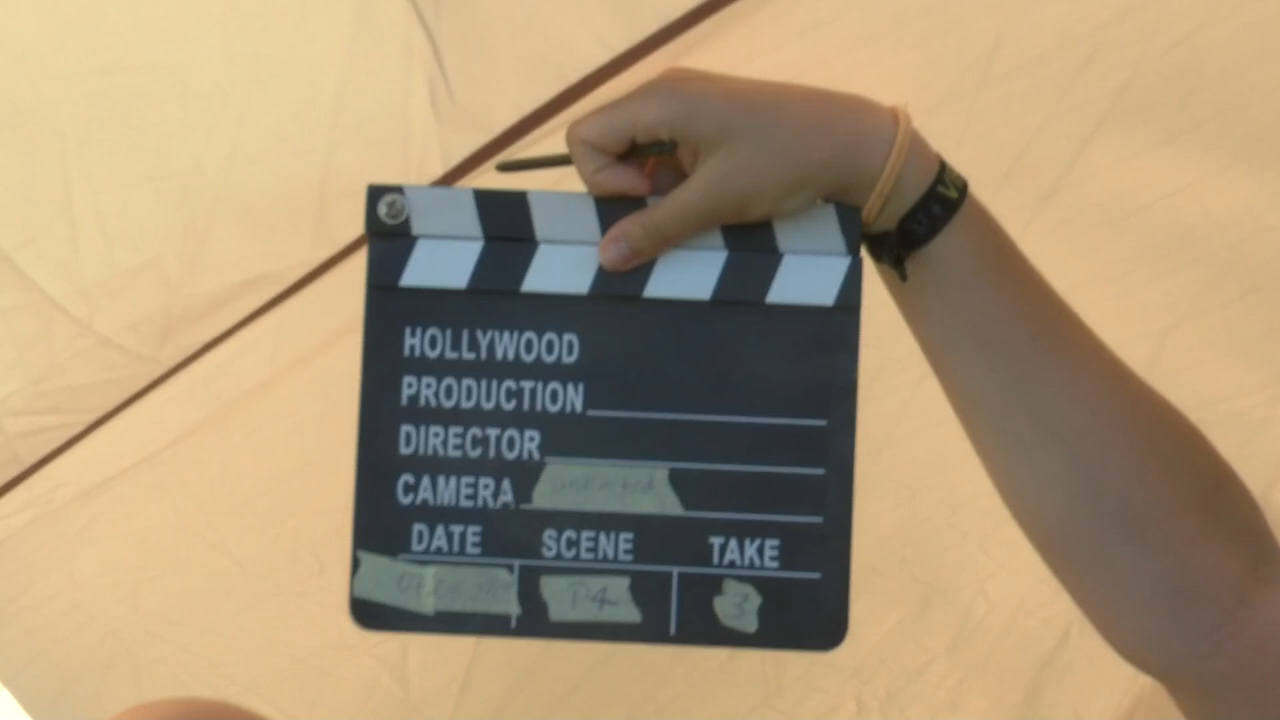 HOLLYWOOD
PRODUCTION
DIRECTOR
CAMERA
DATE SCENE TAKE
P4 3